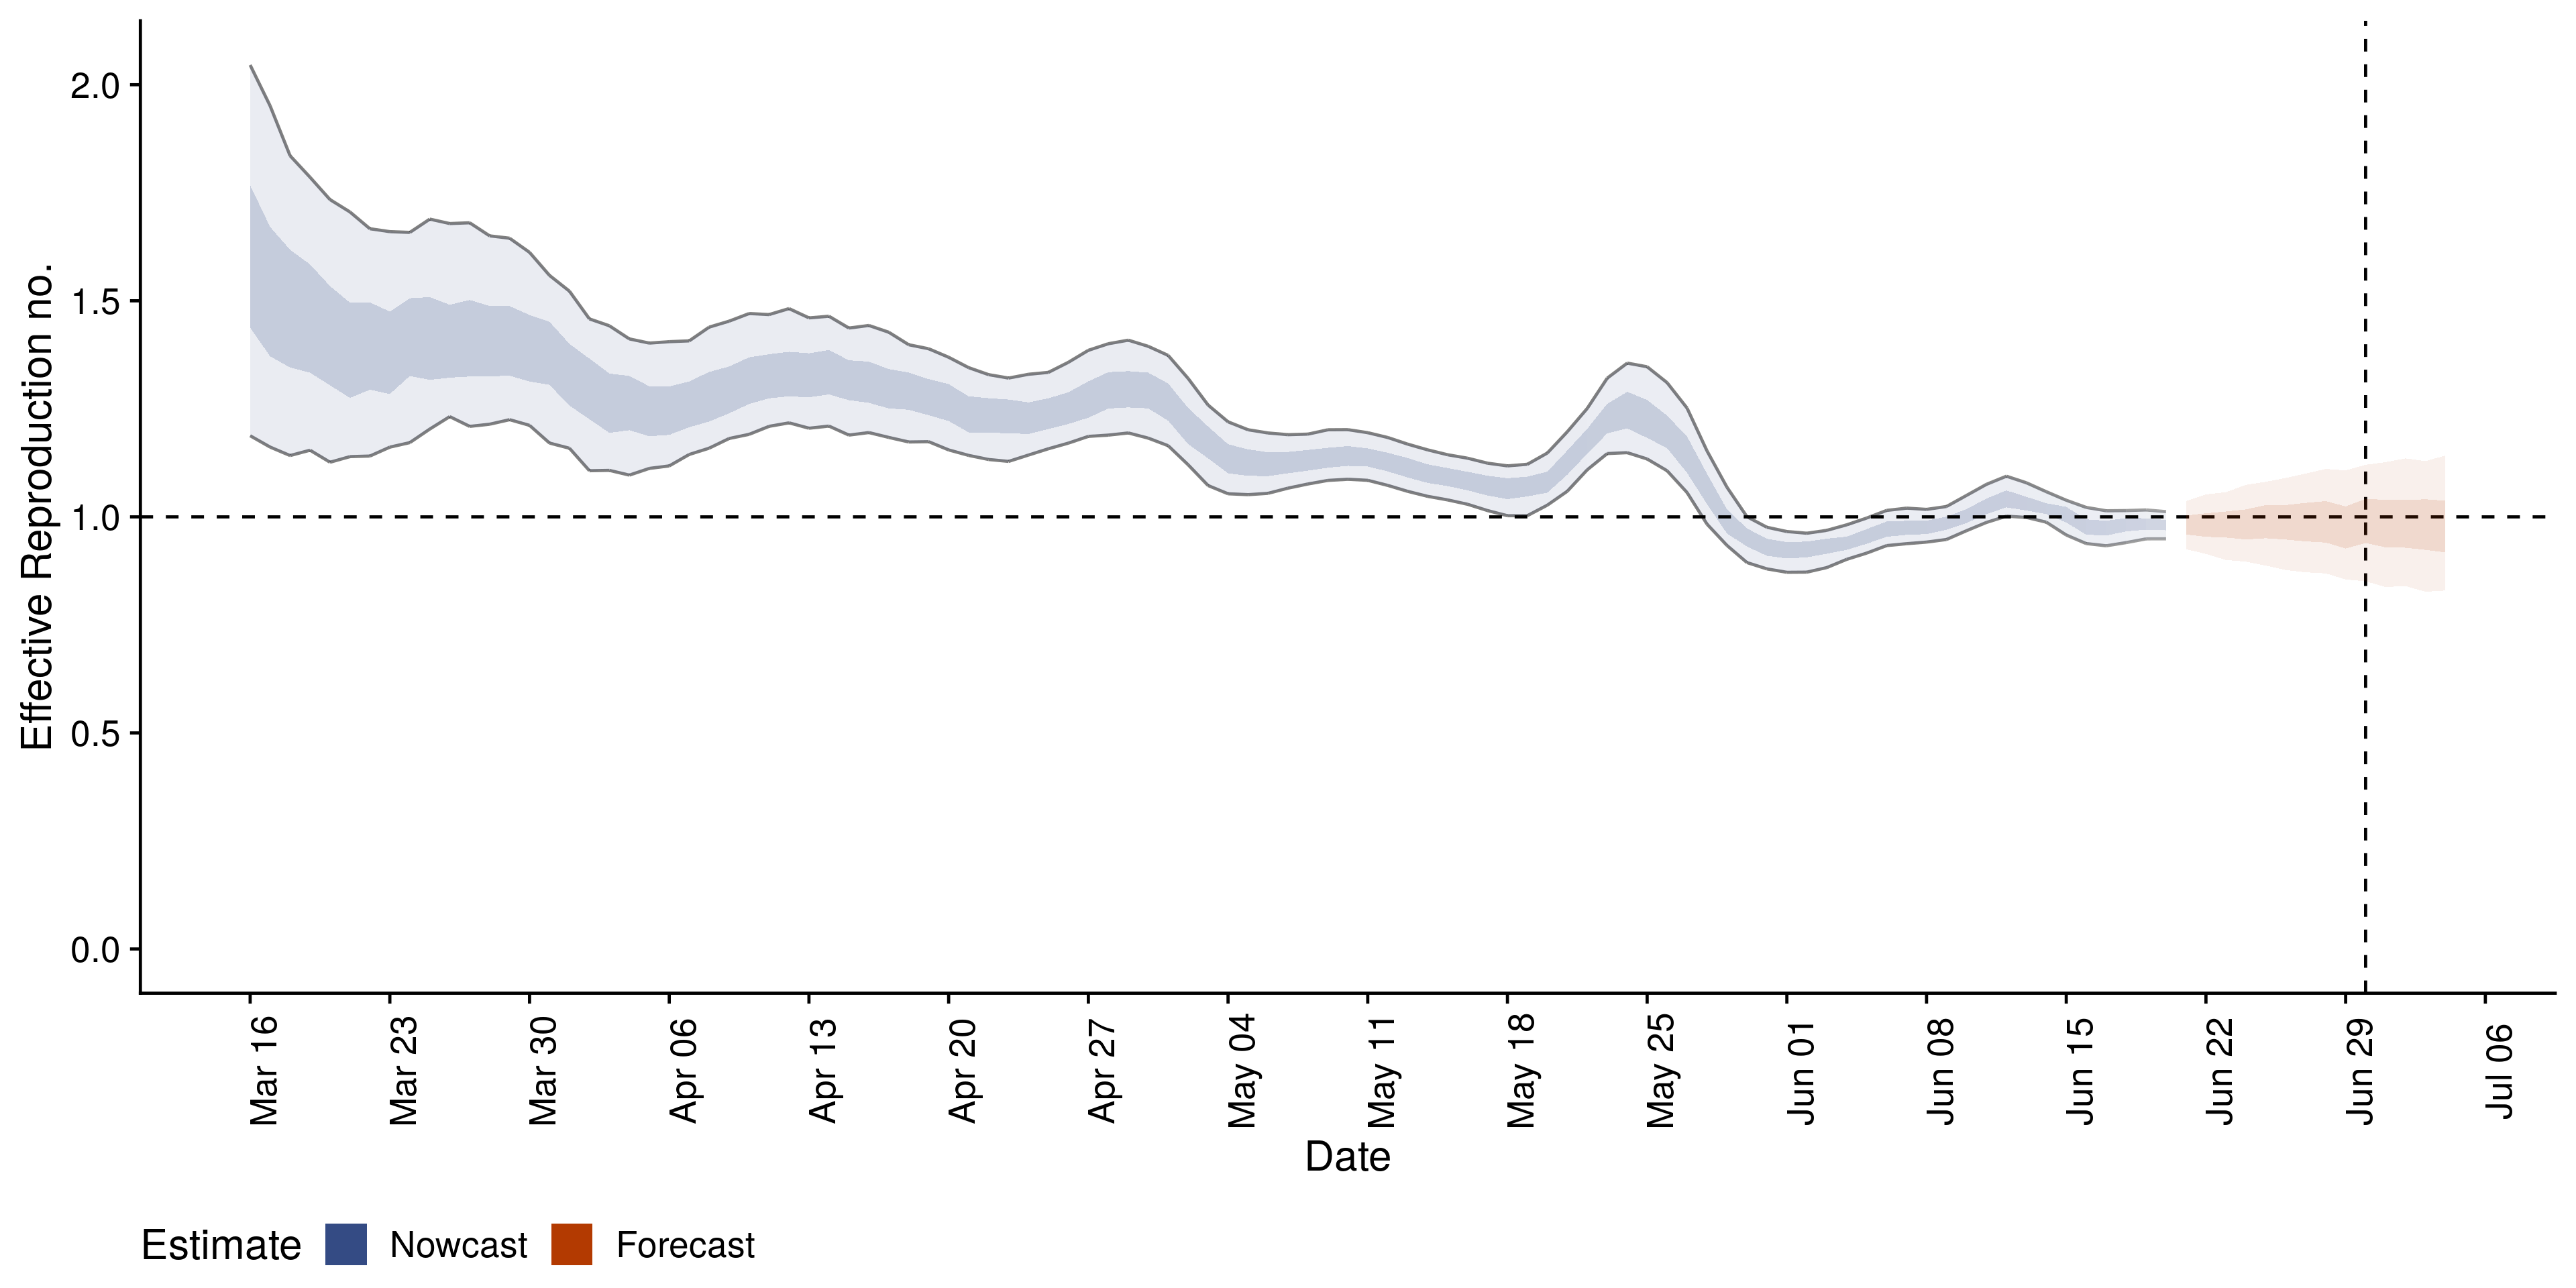 Effective Reproduction no.
2.0
1.5
1.0
0.5
0.0
Mar 16
Mar 23
Mar 30
Apr 06
Apr 13
Apr 20
Apr 27
May 04
May 11
May 18
May 25
Jun 01
Jun 08
Jun 15
Jun 22
Jun 29
Jul 06
Date
Estimate Nowcast Forecast